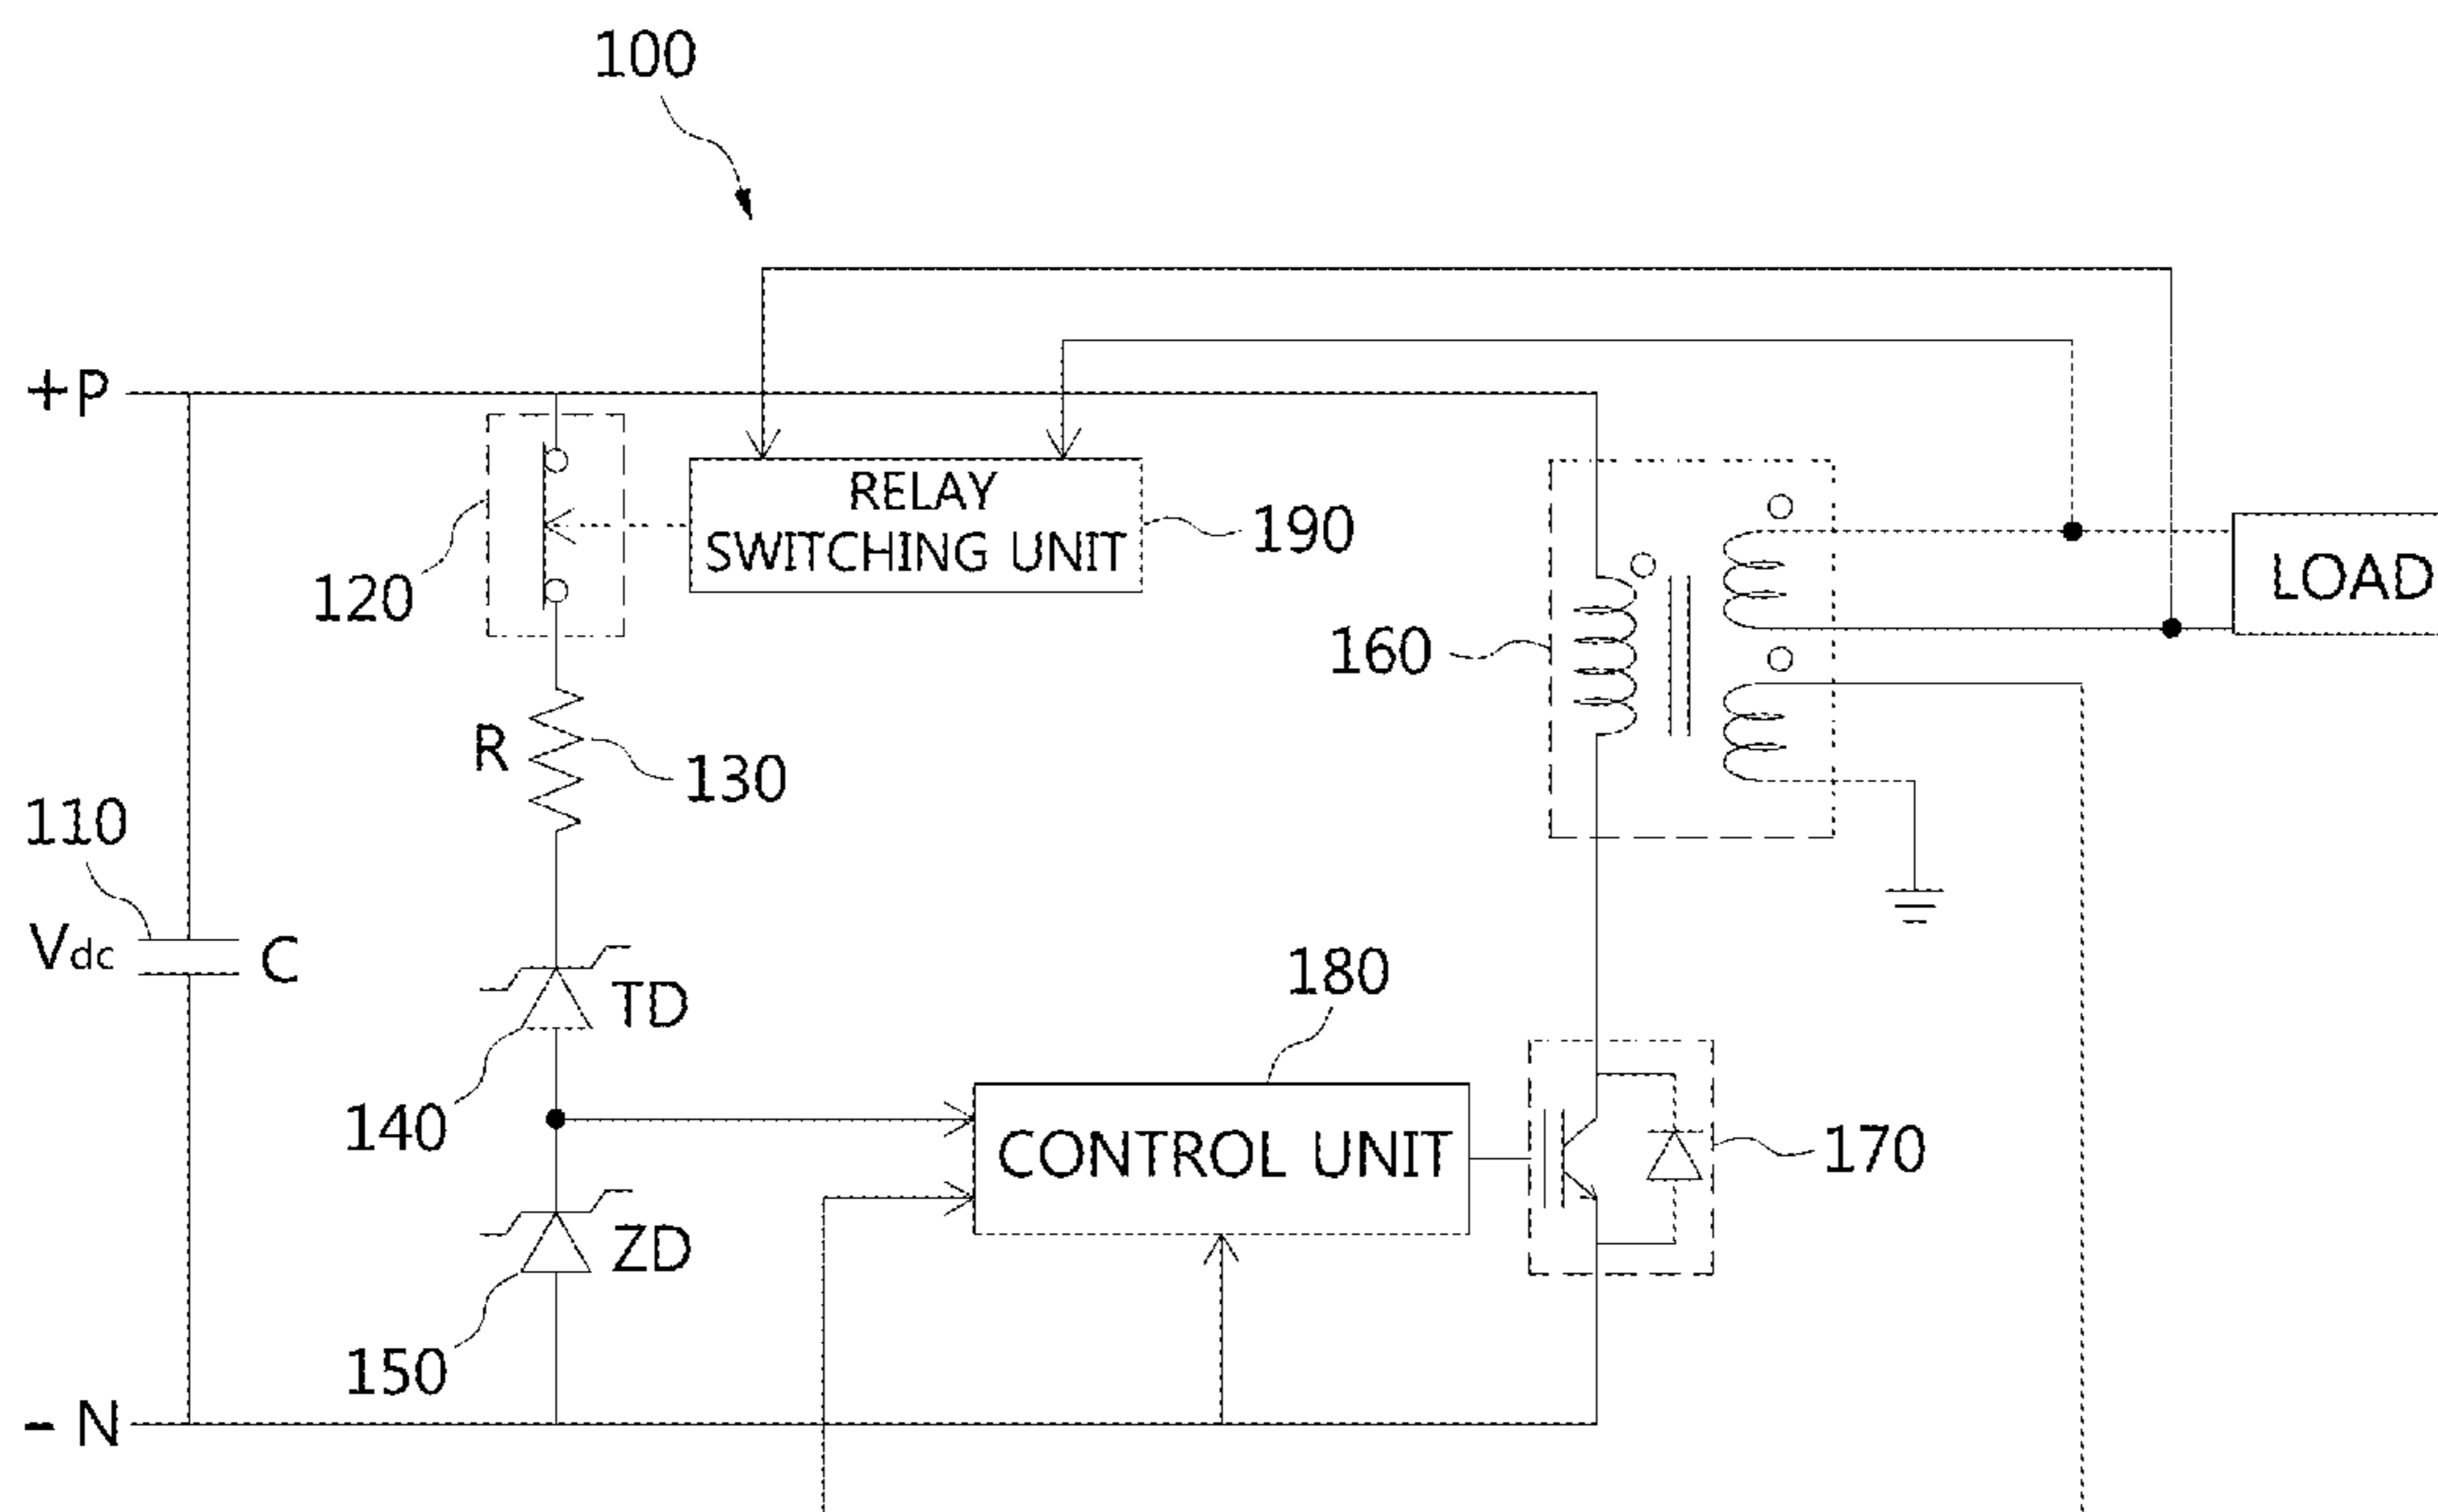 100
+P
RELAY
SWITCHING UNIT
190
120
LOAD
160
R
130
110
Vdc
C
180
TD
140
CONTROL UNIT
170
ZD
150
- N